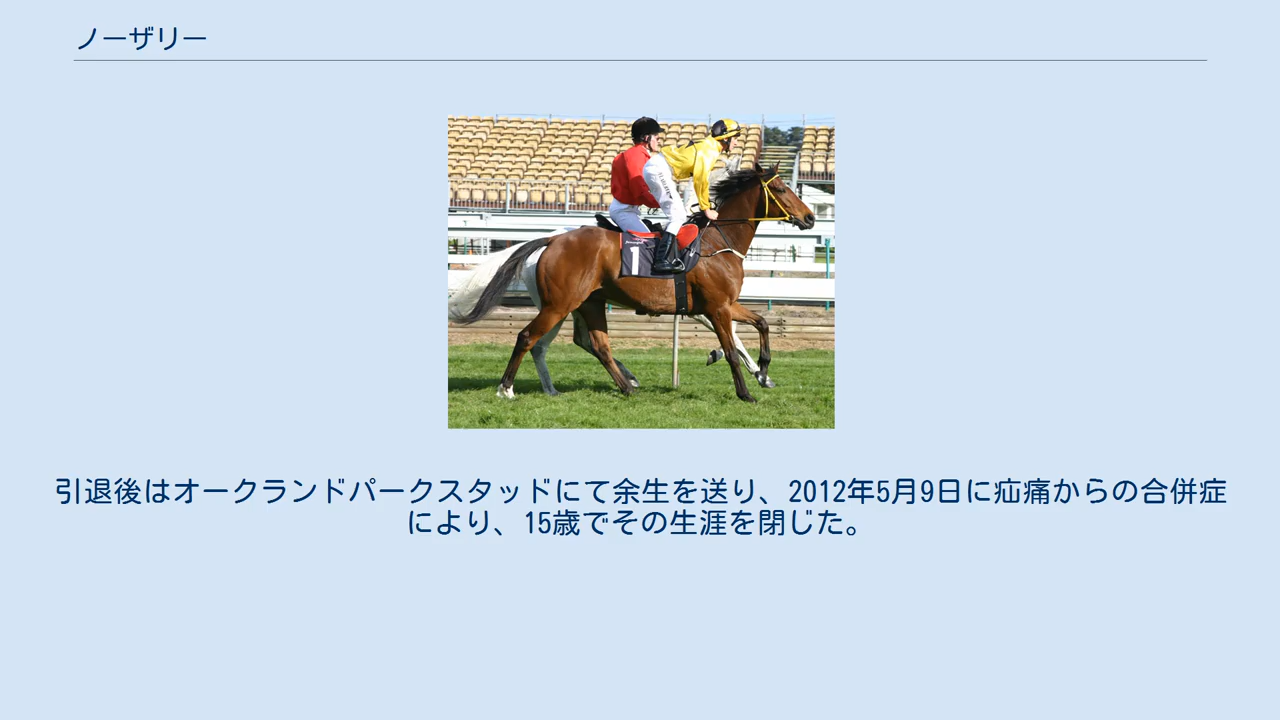 ノーザリー
1
引退後はオークランドパークスタッドにて余生を送り、2012年5月9日に疝痛からの合併症
により、15歳でその生涯を閉じた。